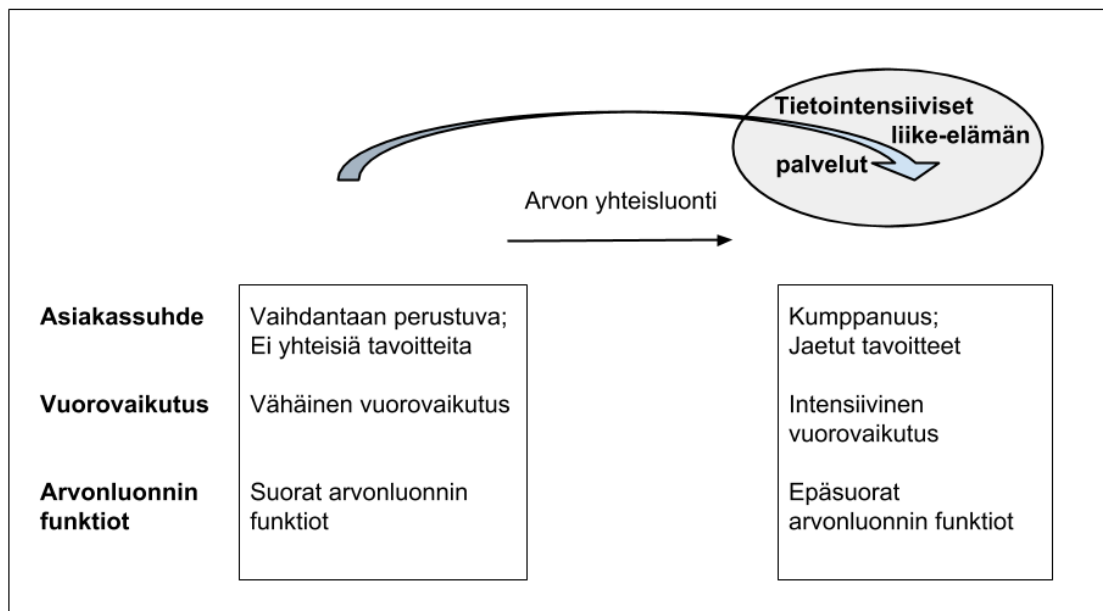 Tietointensiiviset
liike-elämän
palvelut
Arvon yhteisluonti
Asiakassuhde
Vaihdantaan perustuva;
Ei yhteisiä tavoitteita
Kumppanuus;
Jaetut tavoitteet
Vuorovaikutus
Vähäinen vuorovaikutus
Intensiivinen
vuorovaikutus
Arvonluonnin
funktiot
Suorat arvonluonnin
funktiot
Epäsuorat
arvonluonnin funktiot